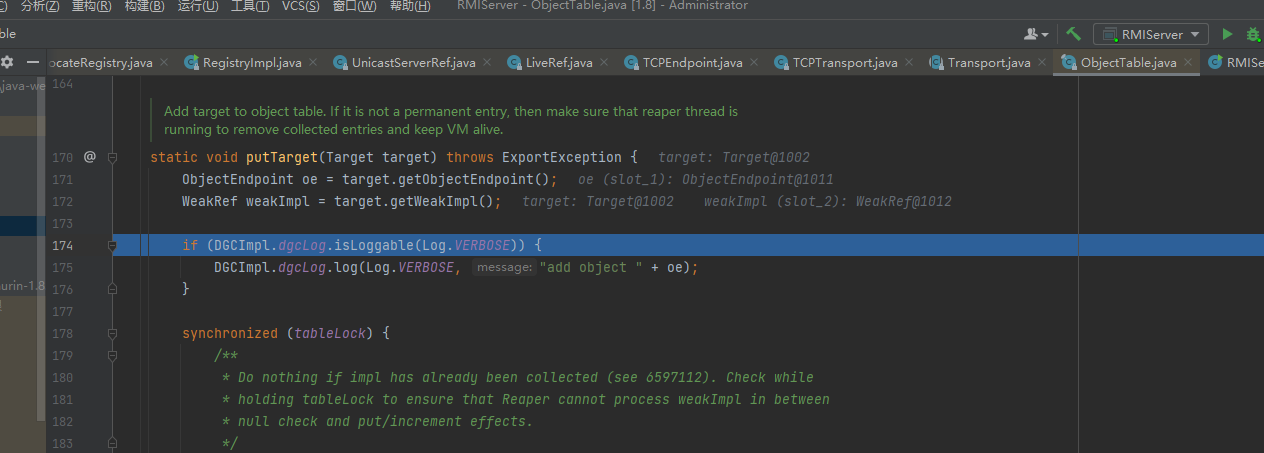 分析(Z) 重构(R) 构建(B) 运行(U) 工具(T) VCS(S) 窗口(W) 帮助(H) RMIServer - ObjectTable.java [1.8] - Administrator
ble RMIServer
ocateRegistry.java RegistryImpl.java UnicastServerRef.java LiveRef.java TCPEndpoint.java TCPTransport.java Transport.java ObjectTable.java RMISe
\java-we
164
Add target to object table. If it is not a permanent entry, then make sure that reaper thread is
running to remove collected entries and keep VM alive.
170 @ static void putTarget(Target target) throws ExportException { target: Target@1002
171 ObjectEndpoint oe = target.getObjectEndpoint(); oe (slot_1): ObjectEndpoint@1011
172 WeakRef weakImpl = target.getWeakImpl(); target: Target@1002 weakImpl (slot_2): WeakRef@1012
173
174 if (DGCImpl.dgcLog.isLoggable(Log.VERBOSE)) {
175 DGCImpl.dgcLog.log(Log.VERBOSE, message: "add object " + oe);
urin-1.8
176 }
177
178 synchronized (tableLock) {
179 /**
180 * Do nothing if impl has already been collected (see 6597112). Check while
181 * holding tableLock to ensure that Reaper cannot process weakImpl in between
182 * null check and put/increment effects.
183 */